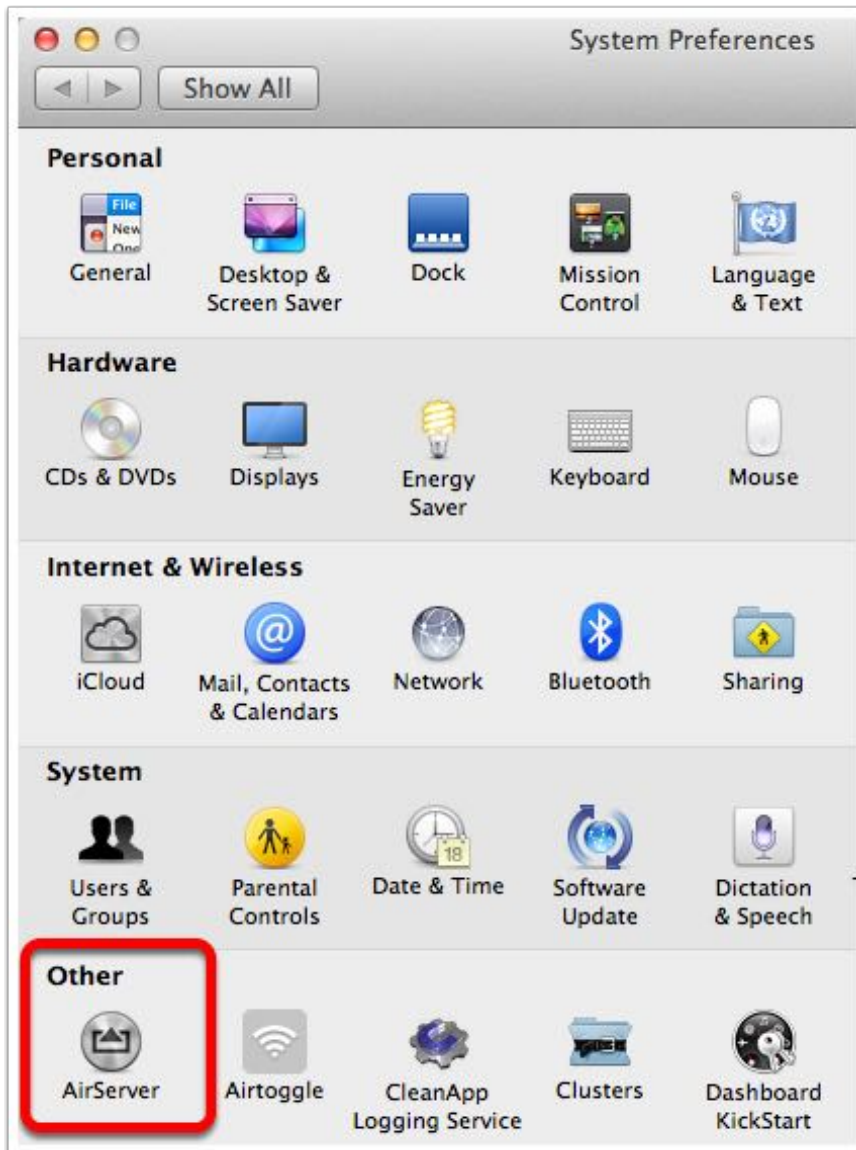 System Preferences
Show All
Personal
File
New
One
General
Desktop &
Screen Saver
Dock
Mission
Control
Language
& Text
Hardware
CDs & DVDs
Displays
Energy
Saver
Keyboard
Mouse
Internet & Wireless
iCloud
@
Mail, Contacts
& Calendars
Network
Bluetooth
Sharing
System
Users &
Groups
Parental
Controls
18
Date & Time
Software
Update
Dictation
& Speech
Other
AirServer
Airtoggle
CleanApp
Logging Service
Clusters
Dashboard
KickStart